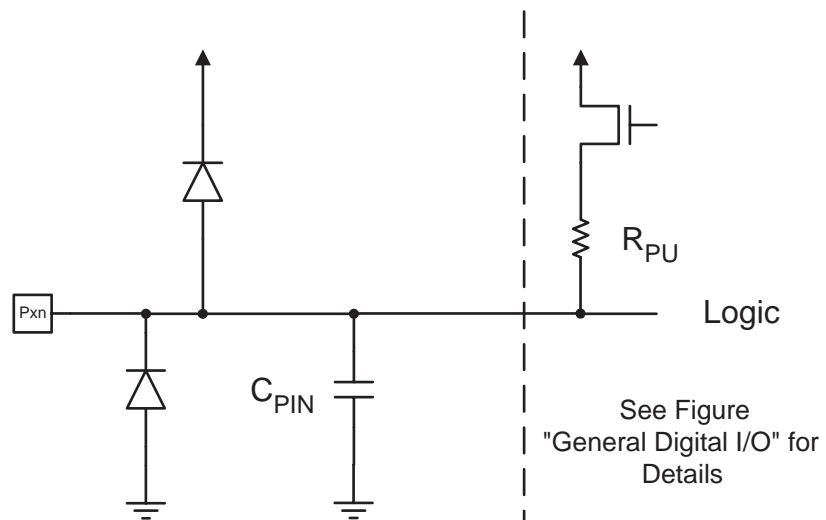 R_PU
Pxn
Logic
C_PIN
See Figure
"General Digital I/O" for
Details